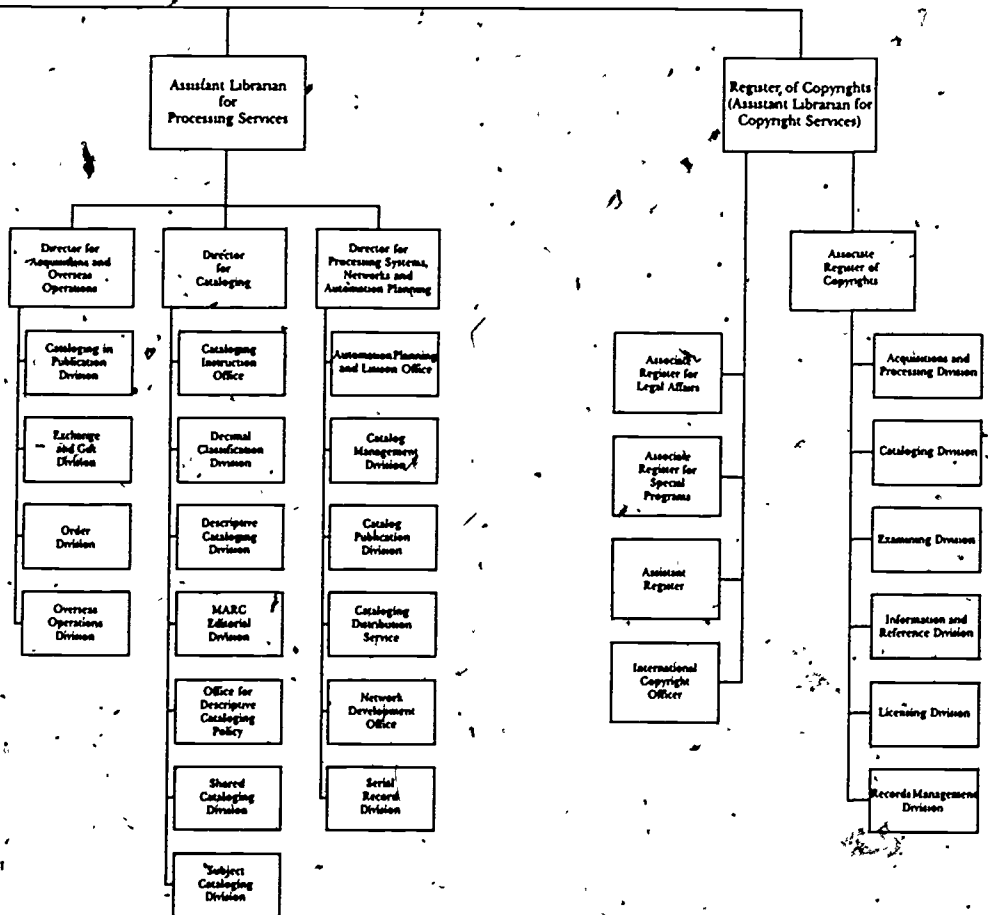 Assistant Librarian
for
Processing Services
Register of Copyrights
(Assistant Librarian for
Copyright Services)
Director for
Acquisitions and
Overseas
Operations
Director
for
Cataloging
Director for
Processing Systems,
Networks and
Automation Planning
Associate
Register of
Copyrights
Cataloging in
Publication
Division
Exchange
and Gift
Division
Order
Division
Overseas
Operations
Division
Cataloging
Instruction
Office
Decimal
Classification
Division
Descriptive
Cataloging
Division
MARC
Editorial
Division
Office for
Descriptive
Cataloging
Policy
Shared
Cataloging
Division
Subject
Cataloging
Division
Automation Planning
and Liaison Office
Catalog
Management
Division
Catalog
Publication
Division
Cataloging
Distribution
Service
Network
Development
Office
Serial
Record
Division
Associate
Register for
Legal Affairs
Associate
Register for
Special
Programs
Assistant
Register
International
Copyright
Officer
Acquisitions and
Processing Division
Cataloging Division
Examining Division
Information and
Reference Division
Licensing Division
Records Management
Division